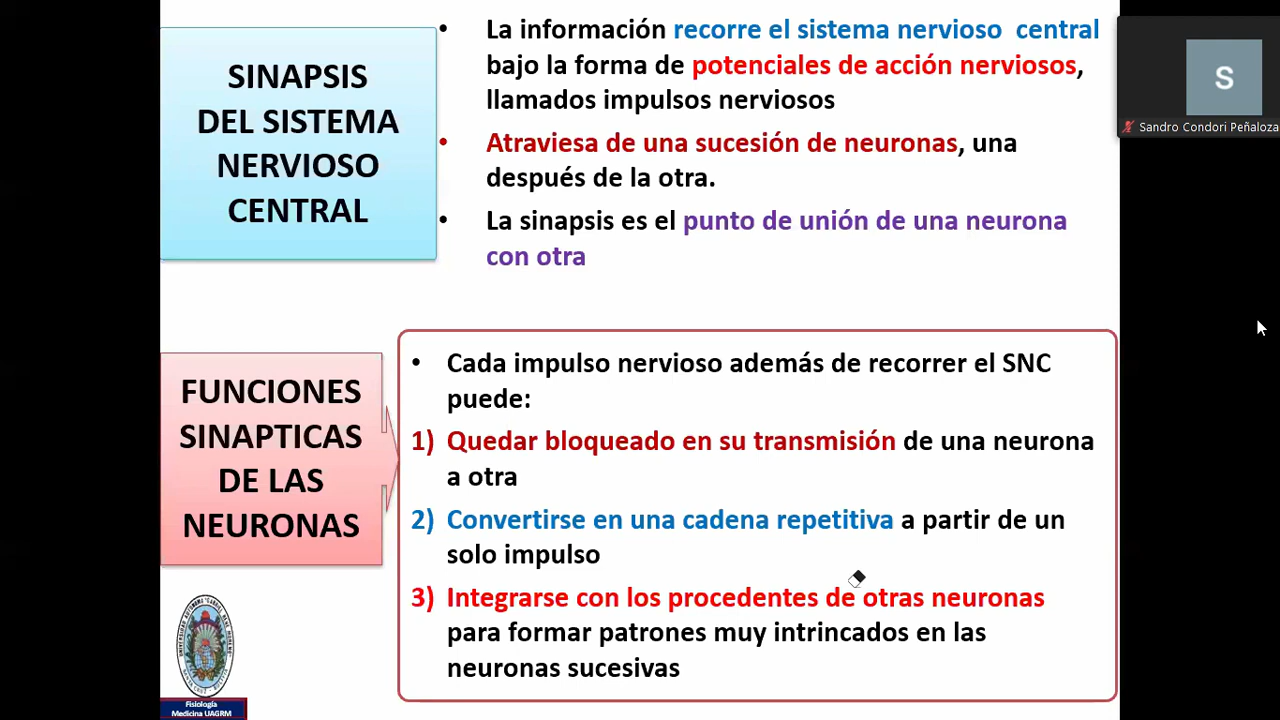 SINAPSIS
DEL SISTEMA
NERVIOSO
CENTRAL
• La información recorre el sistema nervioso central
bajo la forma de potenciales de acción nerviosos,
llamados impulsos nerviosos
• Atraviesa de una sucesión de neuronas, una
después de la otra.
• La sinapsis es el punto de unión de una neurona
con otra
S
Sandro Condori Peñaloza
FUNCIONES
SINAPTICAS
DE LAS
NEURONAS
• Cada impulso nervioso además de recorrer el SNC
puede:
1) Quedar bloqueado en su transmisión de una neurona
a otra
2) Convertirse en una cadena repetitiva a partir de un
solo impulso
3) Integrarse con los procedentes de otras neuronas
para formar patrones muy intrincados en las
neuronas sucesivas
Fisiología
Medicina UAGRM